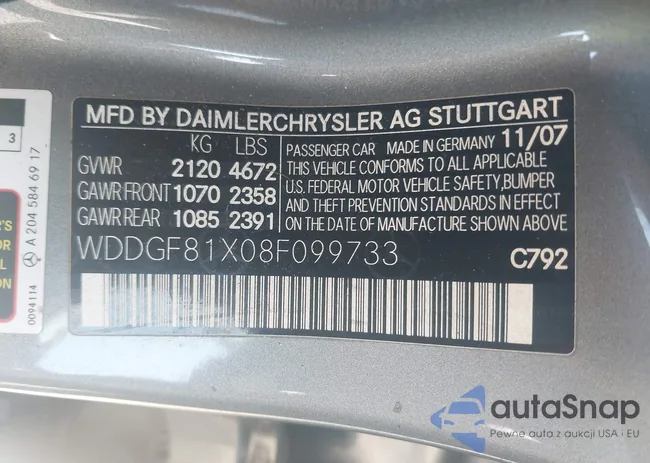 MFD BY DAIMLERCHRYSLER AG STUTTGART
KG LBS
GVWR 2120 4672
GAWR FRONT 1070 2358
GAWR REAR 1085 2391
PASSENGER CAR MADE IN GERMANY 11/07
THIS VEHICLE CONFORMS TO ALL APPLICABLE
U.S. FEDERAL MOTOR VEHICLE SAFETY,BUMPER
AND THEFT PREVENTION STANDARDS IN EFFECT
ON THE DATE OF MANUFACTURE SHOWN ABOVE.
WDDGF81X08F099733
C792
3
A 204 584 69 17
0094114
autoSnap
Pewne auta z aukcji USA i EU